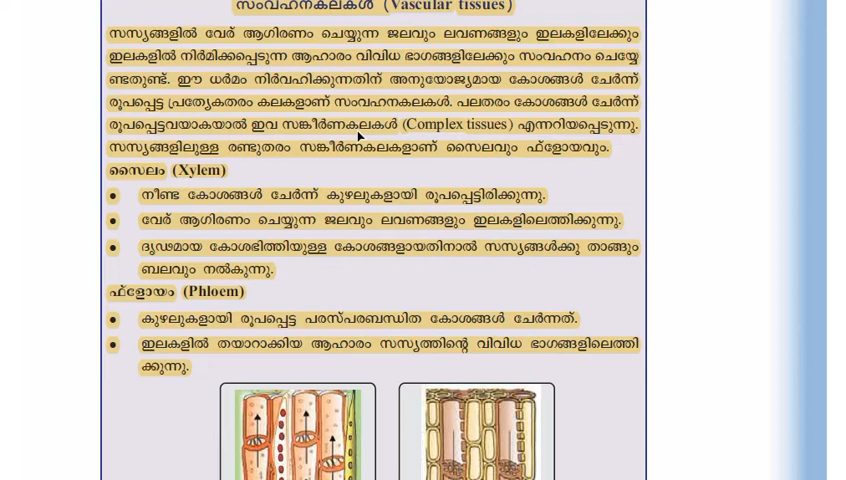 സംവഹനകലകൾ (Vascular tissues)
സസ്യങ്ങളിൽ വേര് ആഗിരണം ചെയ്യുന്ന ജലവും ലവണങ്ങളും ഇലകളിലേക്കും
ഇലകളിൽ നിർമിക്കപ്പെടുന്ന ആഹാരം വിവിധ ഭാഗങ്ങളിലേക്കും സംവഹനം ചെയ്യേ
ണ്ടതുണ്ട്. ഈ ധർമം നിർവഹിക്കുന്നതിന് അനുയോജ്യമായ കോശങ്ങൾ ചേർന്ന്
രൂപപ്പെട്ട പ്രത്യേകതരം കലകളാണ് സംവഹനകലകൾ. പലതരം കോശങ്ങൾ ചേർന്ന്
രൂപപ്പെട്ടവയാകയാൽ ഇവ സങ്കീർണകലകൾ (Complex tissues) എന്നറിയപ്പെടുന്നു.
സസ്യങ്ങളിലുള്ള രണ്ടുതരം സങ്കീർണകലകളാണ് സൈലവും ഫ്ളോയവും.
സൈലം (Xylem)
● നീണ്ട കോശങ്ങൾ ചേർന്ന് കുഴലുകളായി രൂപപ്പെട്ടിരിക്കുന്നു.
● വേര് ആഗിരണം ചെയ്യുന്ന ജലവും ലവണങ്ങളും ഇലകളിലെത്തിക്കുന്നു.
● ദൃഢമായ കോശഭിത്തിയുള്ള കോശങ്ങളായതിനാൽ സസ്യങ്ങൾക്കു താങ്ങും
ബലവും നൽകുന്നു.
ഫ്ളോയം (Phloem)
● കുഴലുകളായി രൂപപ്പെട്ട പരസ്പരബന്ധിത കോശങ്ങൾ ചേർന്നത്.
● ഇലകളിൽ തയാറാക്കിയ ആഹാരം സസ്യത്തിന്റെ വിവിധ ഭാഗങ്ങളിലെത്തി
ക്കുന്നു.